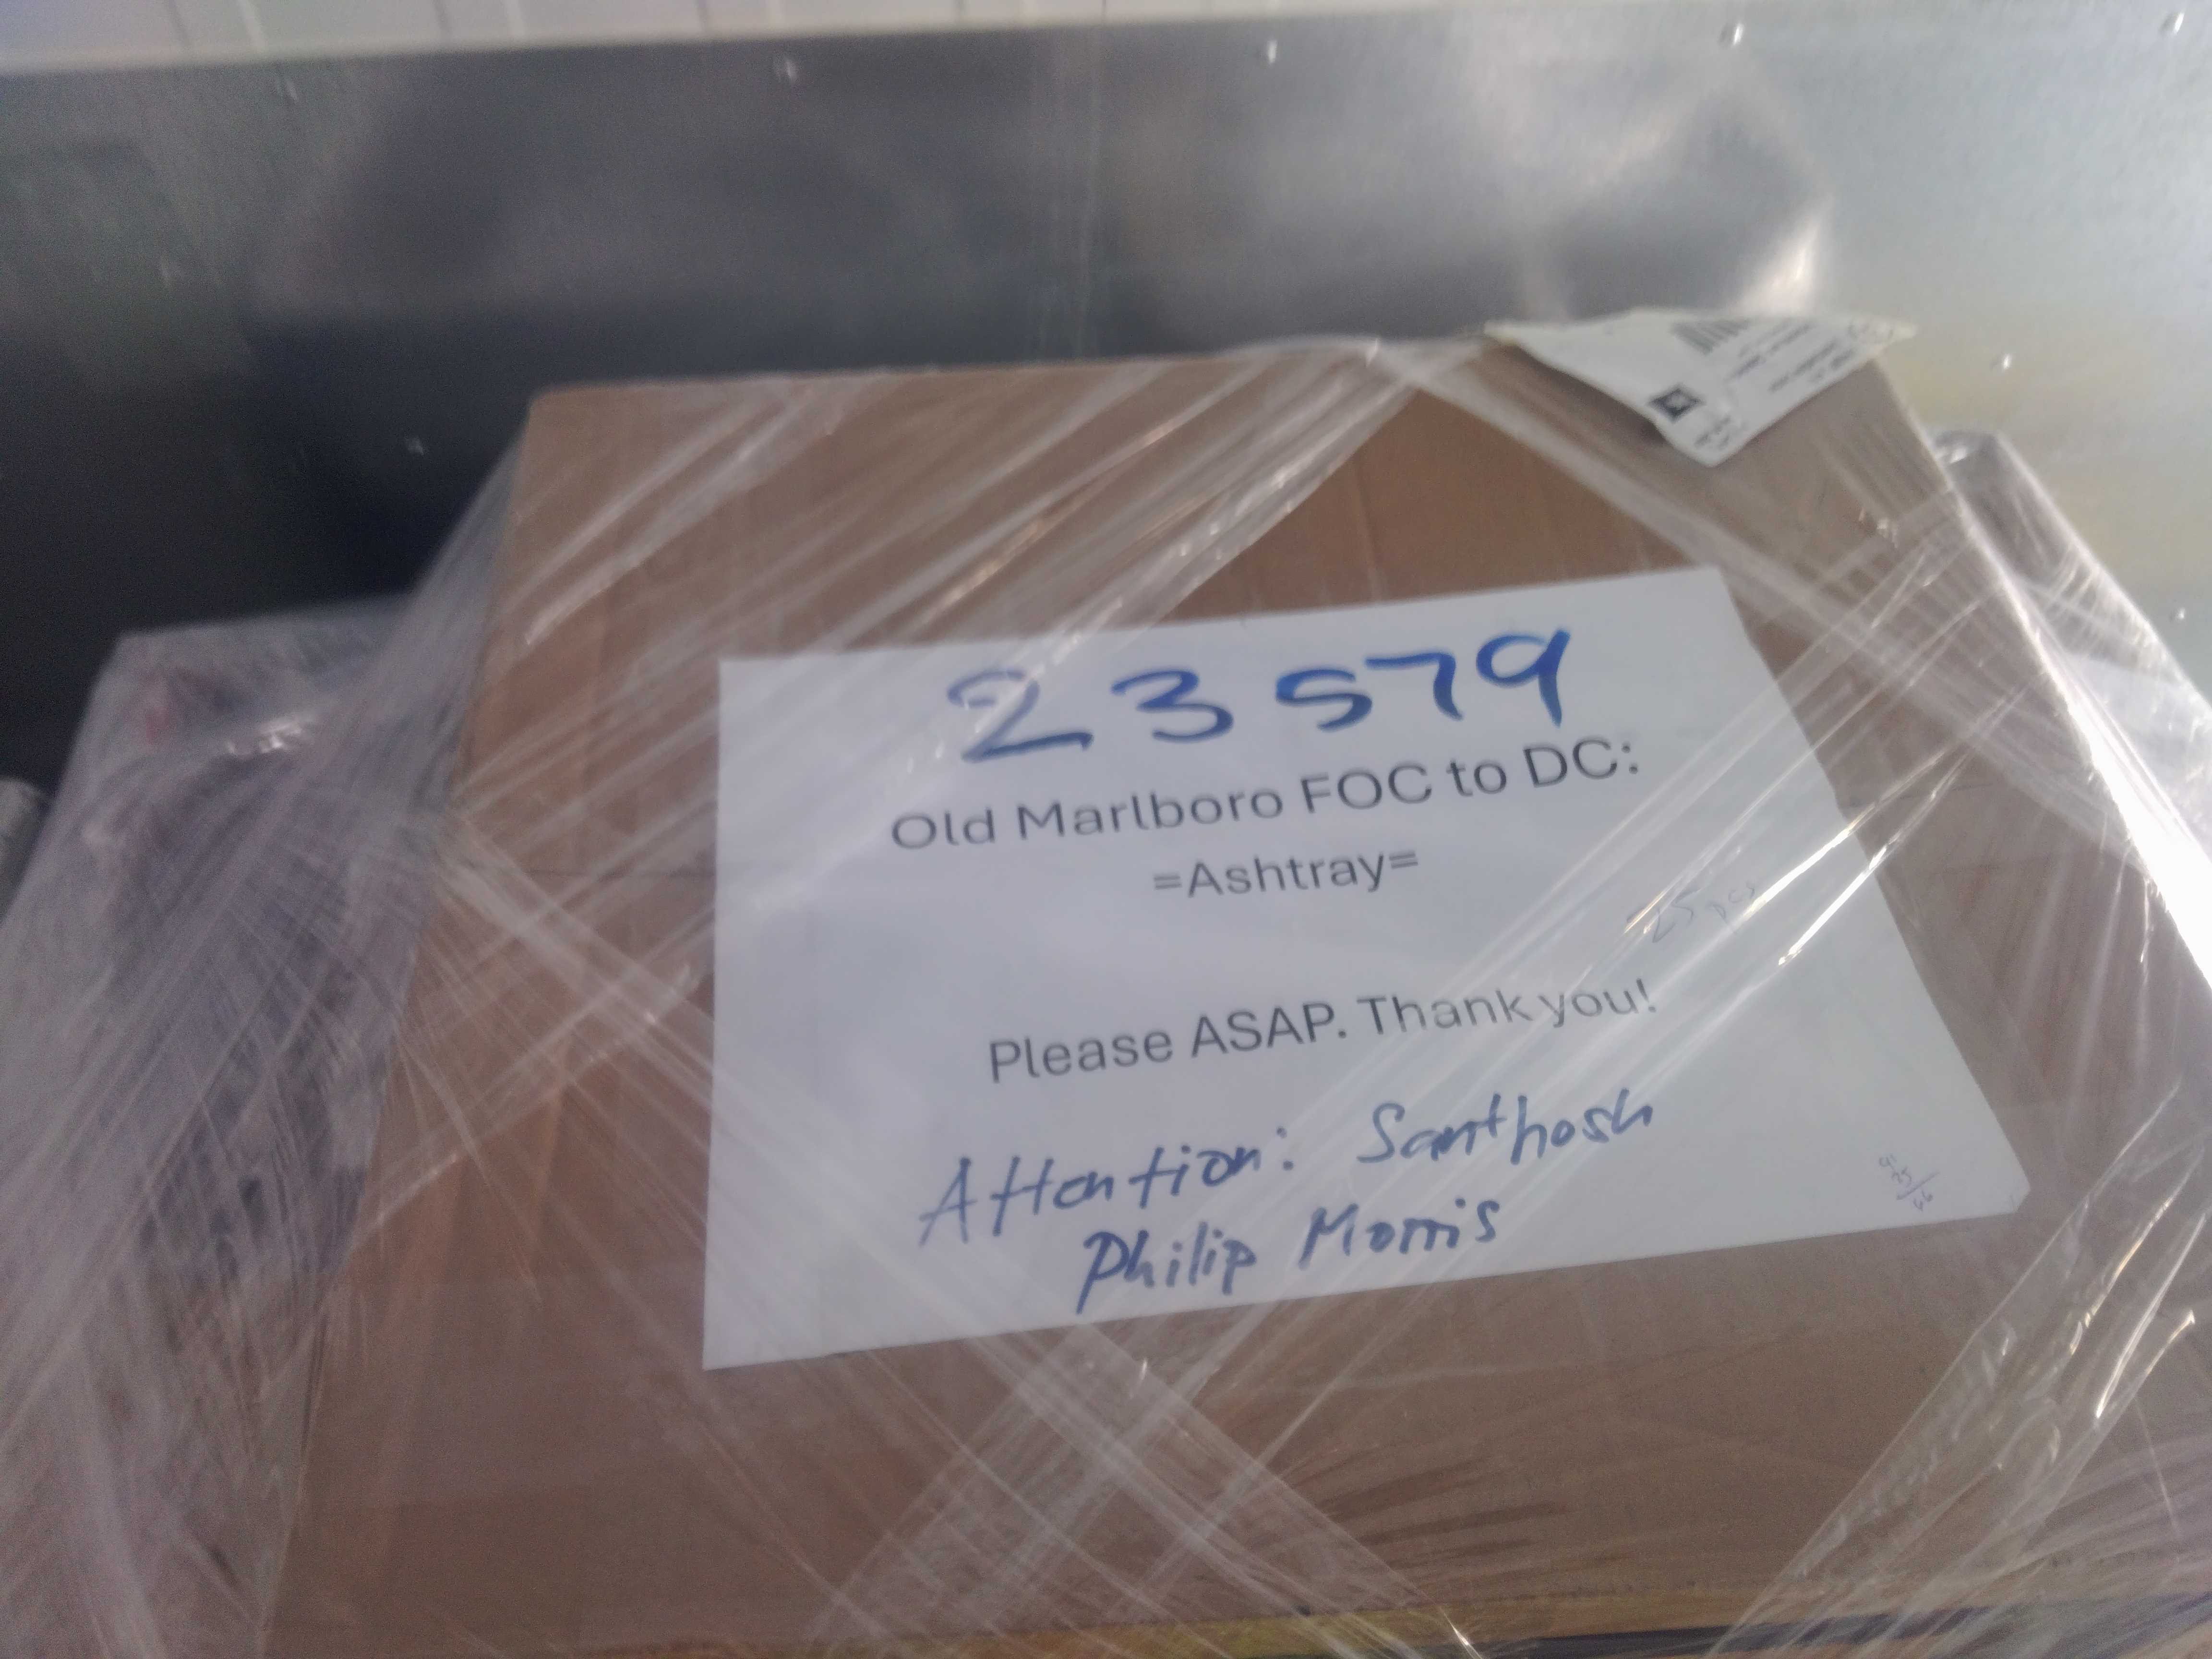 23579
Old Marlboro FOC to DC:
=Ashtray=
25 pcs
Please ASAP. Thank you!
Attention: Santhosh
Philip Morris